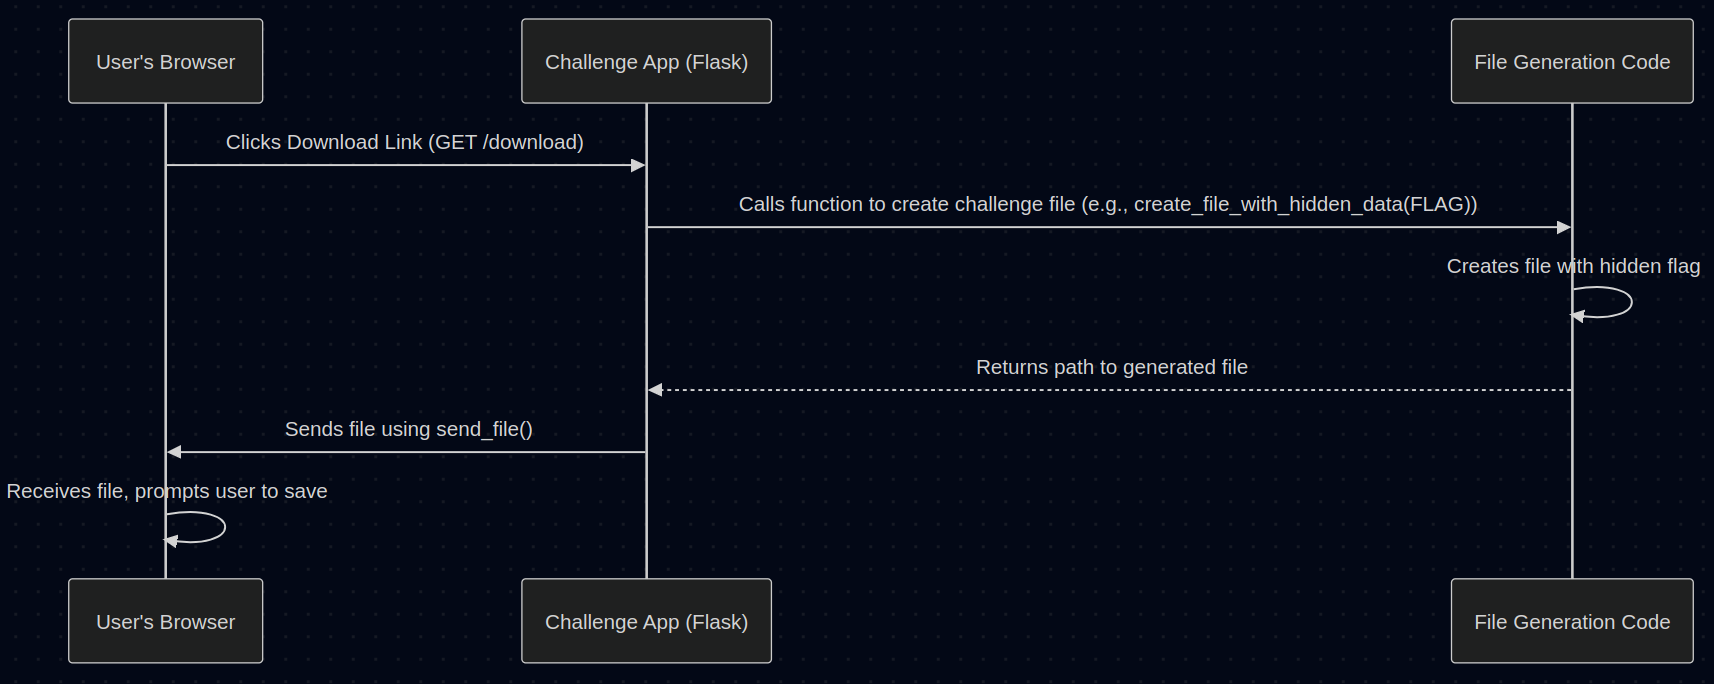 User's Browser
Challenge App (Flask)
File Generation Code
Clicks Download Link (GET /download)
Calls function to create challenge file (e.g., create_file_with_hidden_data(FLAG))
Creates file with hidden flag
Returns path to generated file
Sends file using send_file()
Receives file, prompts user to save
User's Browser
Challenge App (Flask)
File Generation Code